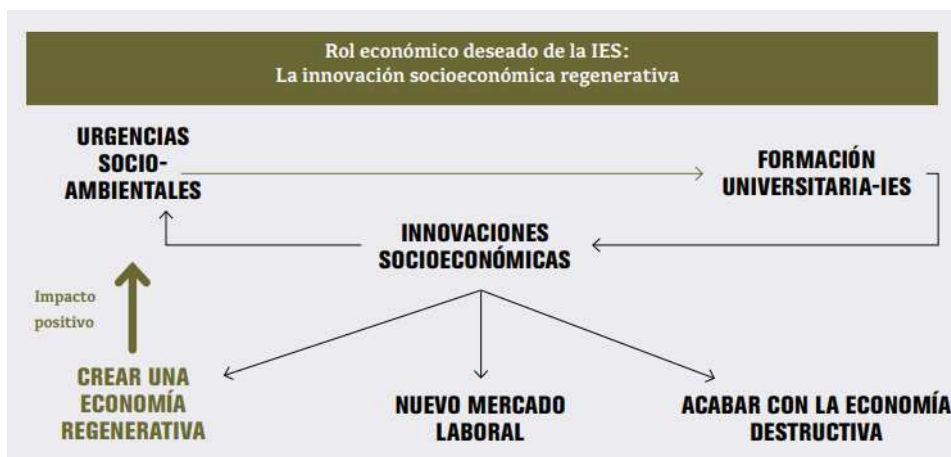 Rol económico deseado de la IES:
La innovación socioeconómica regenerativa
URGENCIAS
SOCIO-
AMBIENTALES
FORMACIÓN
UNIVERSITARIA-IES
INNOVACIONES
SOCIOECONÓMICAS
Impacto
positivo
CREAR UNA
ECONOMÍA
REGENERATIVA
NUEVO MERCADO
LABORAL
ACABAR CON LA ECONOMÍA
DESTRUCTIVA